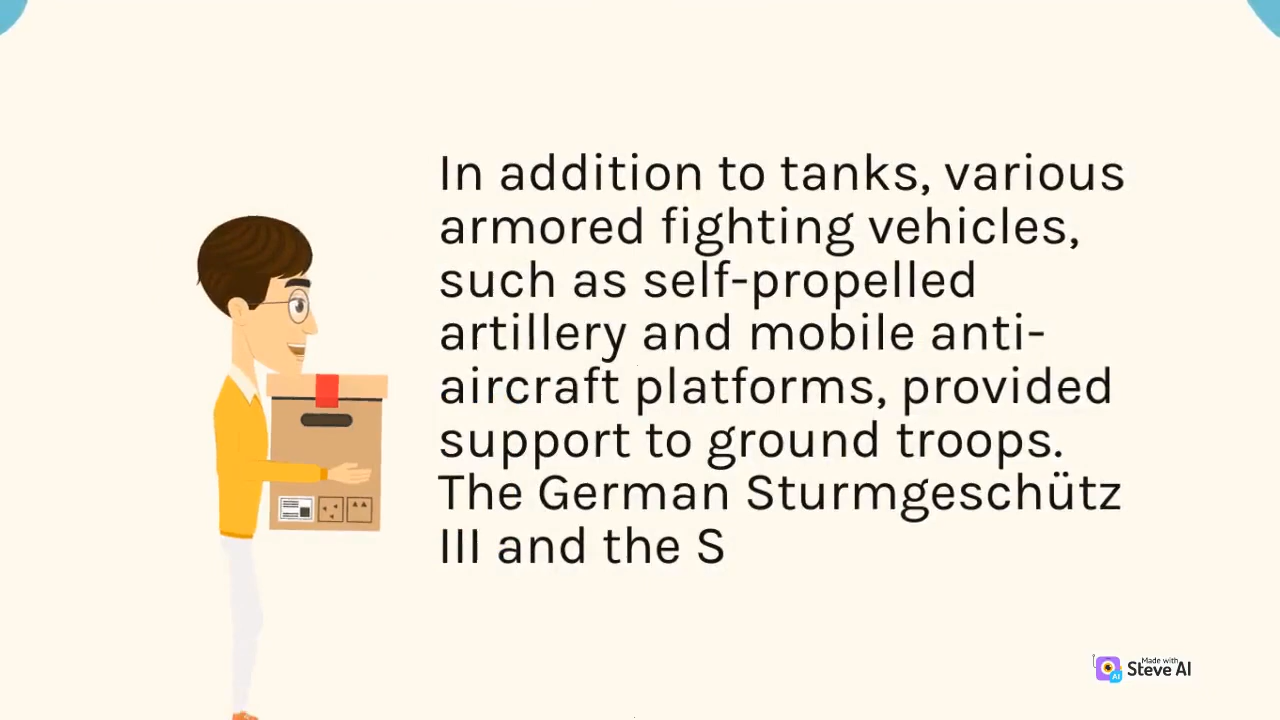 In addition to tanks, various
armored fighting vehicles,
such as self-propelled
artillery and mobile anti-
aircraft platforms, provided
support to ground troops.
The German Sturmgeschütz
III and the S
Made with
Steve AI